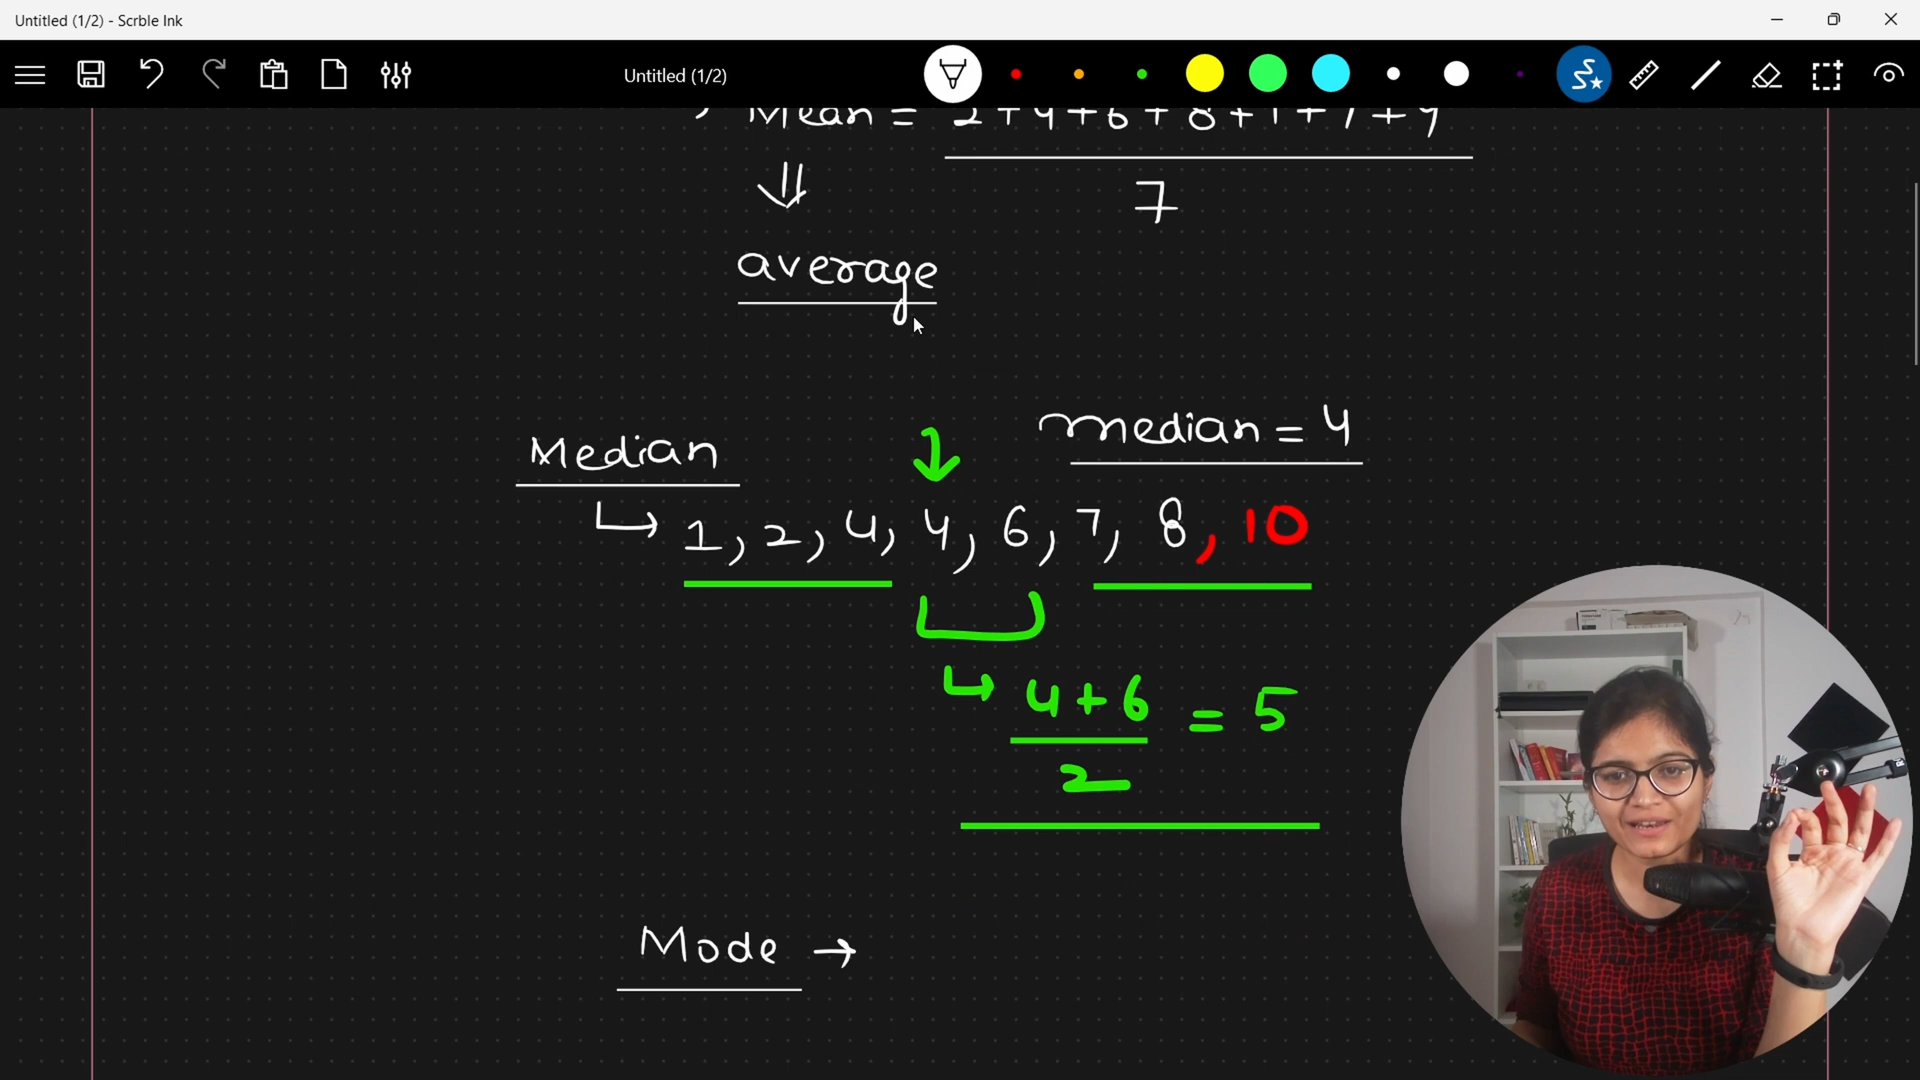 Untitled (1/2) - Scrble Ink
Untitled (1/2)
Mean = 2+4+6+8+1+7+4
7
average
Median
median = 4
1, 2, 4, 4, 6, 7, 8, 10
4+6
= 5
2
Mode →